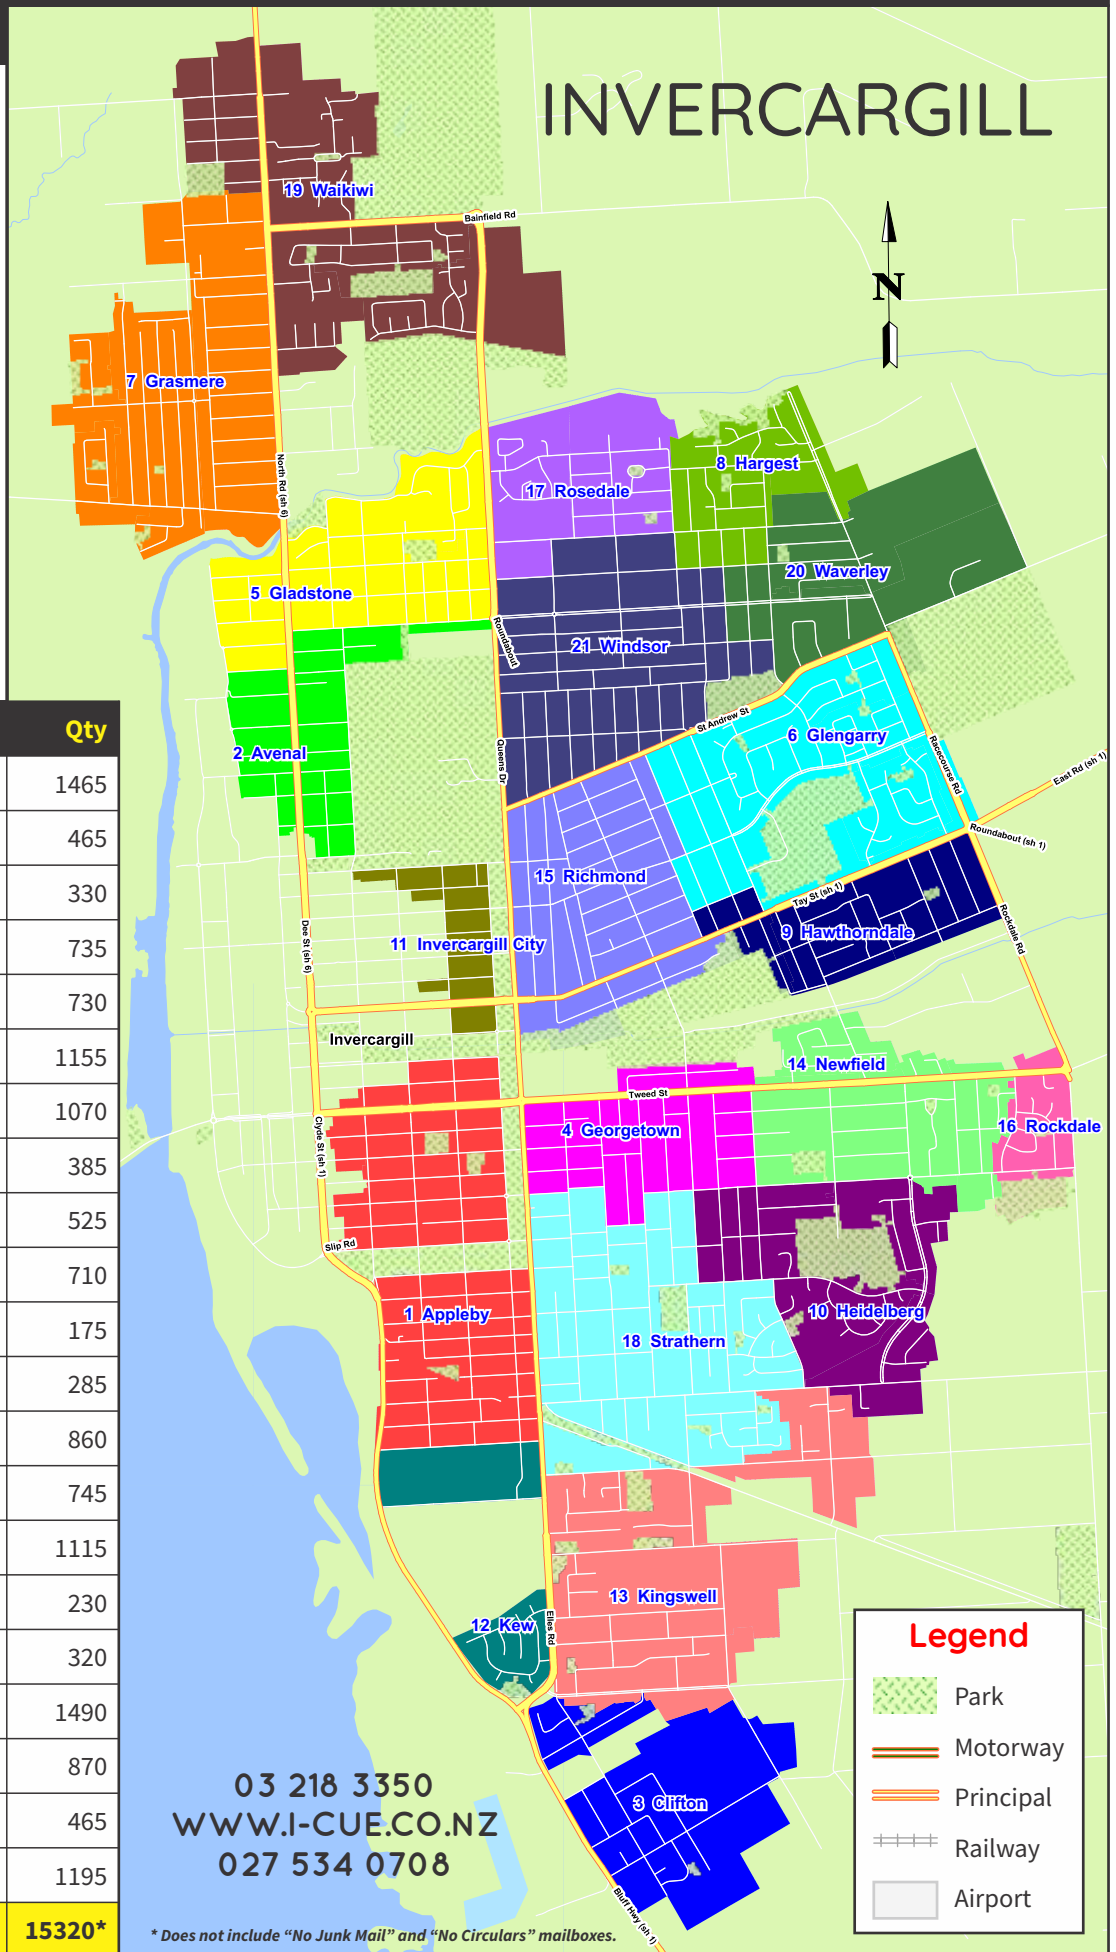 INVERCARGILL
N
19 Waikiwi
Bainfield Rd
7 Grasmere
North Rd (sh 6)
8 Hargest
17 Rosedale
20 Waverley
5 Gladstone
Roundabout
21 Windsor
St Andrew St
6 Glengarry
2 Avenal
Queens Dr
Racecourse Rd
East Rd (sh 1)
Roundabout (sh 1)
15 Richmond
Tay St (sh 1)
9 Hawthorndale
Rockdale Rd
11 Invercargill City
Dee St (sh 6)
Invercargill
14 Newfield
Tweed St
4 Georgetown
16 Rockdale
Clyde St (sh 1)
Slip Rd
1 Appleby
10 Heidelberg
18 Strathern
13 Kingswell
12 Kew
Elles Rd
3 Clifton
Bluff Hwy (sh 1)
Qty
1465
465
330
735
730
1155
1070
385
525
710
175
285
860
745
1115
230
320
1490
870
465
1195
15320*
03 218 3350
WWW.I-CUE.CO.NZ
027 534 0708
* Does not include “No Junk Mail” and “No Circulars” mailboxes.
Legend
Park
Motorway
Principal
Railway
Airport